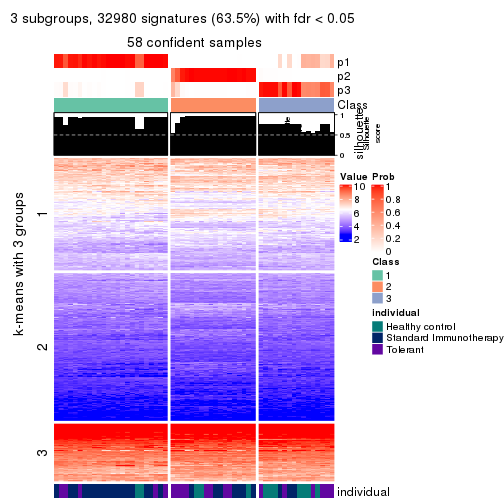 3 subgroups, 32980 signatures (63.5%) with fdr < 0.05
58 confident samples
p1
p2
p3
Class
silhouette
score
1
0.5
0
k-means with 3 groups
1
2
3
Value
10
8
6
4
2
Prob
1
0.8
0.6
0.4
0.2
0
Class
1
2
3
individual
Healthy control
Standard Immunotherapy
Tolerant
individual